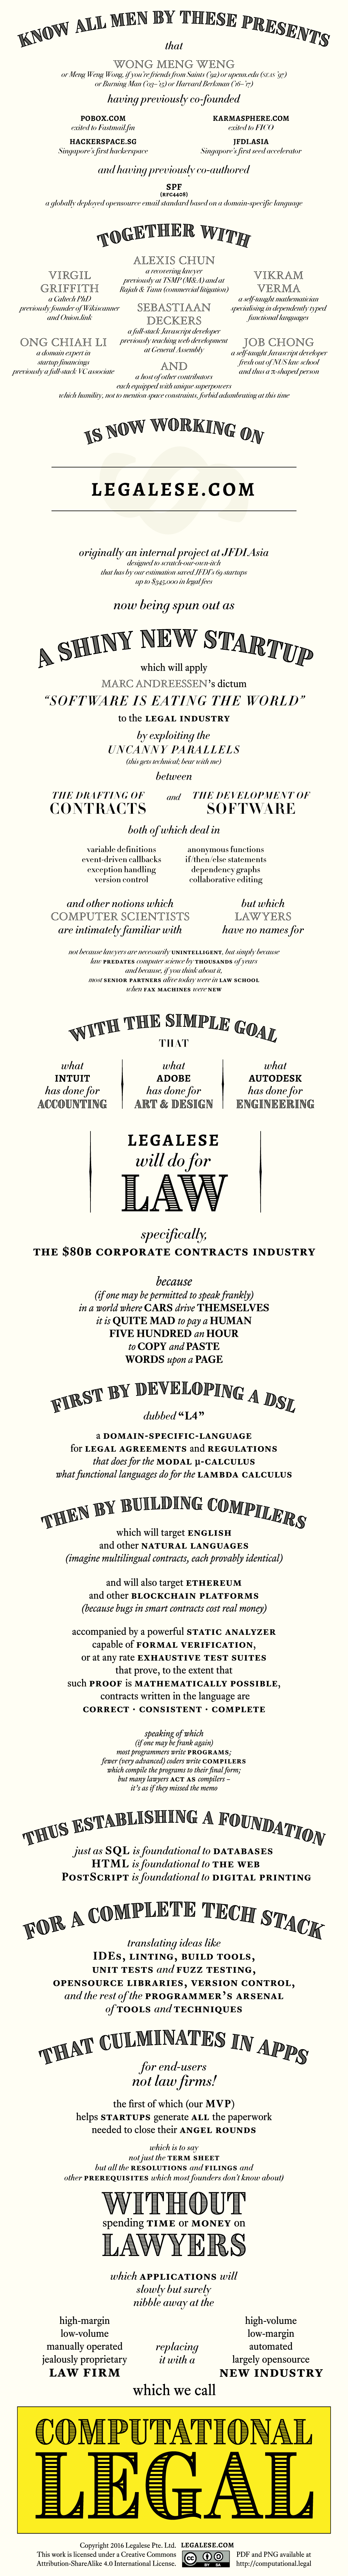 KNOW ALL MEN BY THESE PRESENTS
that
WONG MENG WENG
or Meng Weng Wong, if you're friends from Saints ('92) or upenn.edu (SEAS '97)
or Burning Man ('03–'15) or Harvard Berkman ('16–'17)
having previously co-founded
POBOX.COM
exited to Fastmail.fm
KARMASPHERE.COM
exited to FICO
HACKERSPACE.SG
Singapore's first hackerspace
JFDI.ASIA
Singapore's first seed accelerator
and having previously co-authored
SPF
(RFC4408)
a globally deployed opensource email standard based on a domain-specific language
TOGETHER WITH
ALEXIS CHUN
a recovering lawyer
previously at TSMP (M&A) and at
Rajah & Tann (commercial litigation)
VIRGIL
GRIFFITH
a Caltech PhD
previously founder of Wikiscanner
and Onion.link
VIKRAM
VERMA
a self-taught mathematician
specialising in dependently typed
functional languages
SEBASTIAAN
DECKERS
a full-stack Javascript developer
previously teaching web development
at General Assembly
ONG CHIAH LI
a domain expert in
startup financings
previously a full-stack VC associate
JOB CHONG
a self-taught Javascript developer
fresh out of NUS law school
and thus a π-shaped person
AND
a host of other contributors
each equipped with unique superpowers
which humility, not to mention space constraints, forbid adumbrating at this time
IS NOW WORKING ON
LEGALESE.COM
originally an internal project at JFDI.Asia
designed to scratch-our-own-itch
that has by our estimation saved JFDI's 69 startups
up to $345,000 in legal fees
now being spun out as
A SHINY NEW STARTUP
which will apply
MARC ANDREESSEN's dictum
“SOFTWARE IS EATING THE WORLD”
to the LEGAL INDUSTRY
by exploiting the
UNCANNY PARALLELS
(this gets technical; bear with me)
between
THE DRAFTING OF
CONTRACTS
and
THE DEVELOPMENT OF
SOFTWARE
both of which deal in
variable definitions
event-driven callbacks
exception handling
version control
anonymous functions
if/then/else statements
dependency graphs
collaborative editing
and other notions which
COMPUTER SCIENTISTS
are intimately familiar with
but which
LAWYERS
have no names for
not because lawyers are necessarily UNINTELLIGENT, but simply because
law PREDATES computer science by THOUSANDS of years
and because, if you think about it,
most SENIOR PARTNERS alive today were in LAW SCHOOL
when FAX MACHINES were NEW
WITH THE SIMPLE GOAL
THAT
what
INTUIT
has done for
ACCOUNTING
what
ADOBE
has done for
ART & DESIGN
what
AUTODESK
has done for
ENGINEERING
LEGALESE
will do for
LAW
specifically,
THE $80B CORPORATE CONTRACTS INDUSTRY
because
(if one may be permitted to speak frankly)
in a world where CARS drive THEMSELVES
it is QUITE MAD to pay a HUMAN
FIVE HUNDRED an HOUR
to COPY and PASTE
WORDS upon a PAGE
FIRST BY DEVELOPING A DSL
dubbed “L4”
a DOMAIN-SPECIFIC-LANGUAGE
for LEGAL AGREEMENTS and REGULATIONS
that does for the MODAL μ-CALCULUS
what functional languages do for the LAMBDA CALCULUS
THEN BY BUILDING COMPILERS
which will target ENGLISH
and other NATURAL LANGUAGES
(imagine multilingual contracts, each provably identical)
and will also target ETHEREUM
and other BLOCKCHAIN PLATFORMS
(because bugs in smart contracts cost real money)
accompanied by a powerful STATIC ANALYZER
capable of FORMAL VERIFICATION,
or at any rate EXHAUSTIVE TEST SUITES
that prove, to the extent that
such PROOF is MATHEMATICALLY POSSIBLE,
contracts written in the language are
CORRECT · CONSISTENT · COMPLETE
speaking of which
(if one may be frank again)
most programmers write PROGRAMS;
fewer (very advanced) coders write COMPILERS
which compile the programs to their final form;
but many lawyers ACT AS compilers –
it's as if they missed the memo
THUS ESTABLISHING A FOUNDATION
just as SQL is foundational to DATABASES
HTML is foundational to THE WEB
POSTSCRIPT is foundational to DIGITAL PRINTING
FOR A COMPLETE TECH STACK
translating ideas like
IDES, LINTING, BUILD TOOLS,
UNIT TESTS and FUZZ TESTING,
OPENSOURCE LIBRARIES, VERSION CONTROL,
and the rest of the PROGRAMMER'S ARSENAL
of TOOLS and TECHNIQUES
THAT CULMINATES IN APPS
for end-users
not law firms!
the first of which (our MVP)
helps STARTUPS generate ALL the paperwork
needed to close their ANGEL ROUNDS
which is to say
not just the TERM SHEET
but all the RESOLUTIONS and FILINGS and
other PREREQUISITES which most founders don't know about)
WITHOUT
spending TIME or MONEY on
LAWYERS
which APPLICATIONS will
slowly but surely
nibble away at the
high-margin
low-volume
manually operated
jealously proprietary
LAW FIRM
replacing
it with a
high-volume
low-margin
automated
largely opensource
NEW INDUSTRY
which we call
COMPUTATIONAL
LEGAL
Copyright 2016 Legalese Pte. Ltd.
This work is licensed under a Creative Commons
Attribution-ShareAlike 4.0 International License.
LEGALESE.COM
cc
BY SA
PDF and PNG available at
http://computational.legal